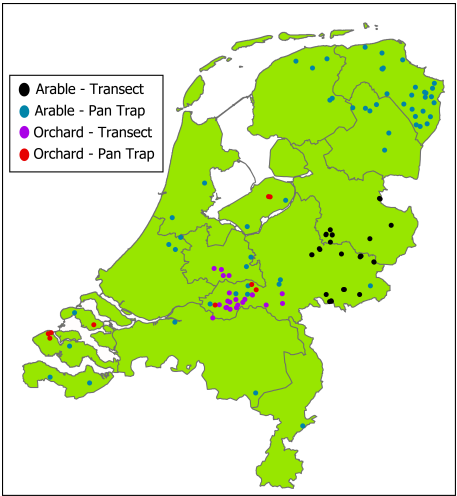 Arable - Transect
Arable - Pan Trap
Orchard - Transect
Orchard - Pan Trap